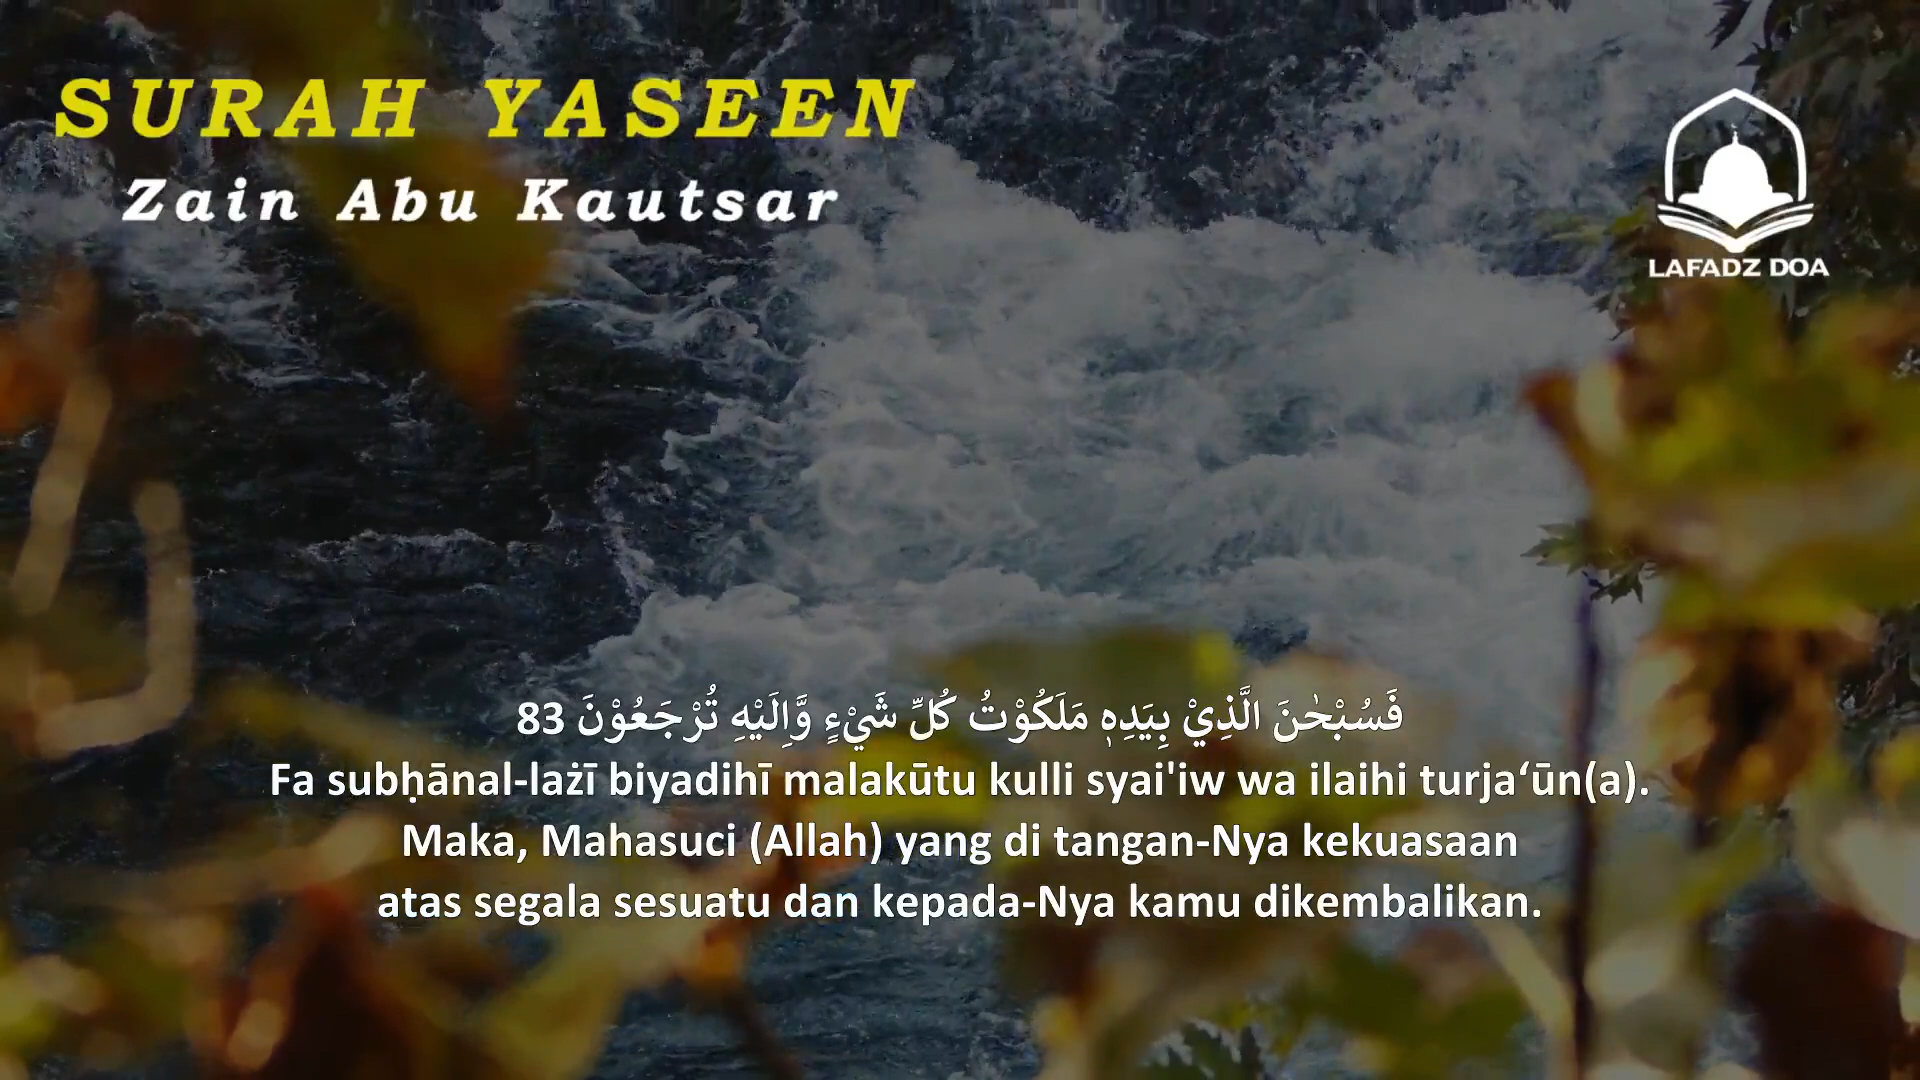 SURAH YASEEN
Zain Abu Kautsar
LAFADZ DOA
فَسُبْحٰنَ الَّذِيْ بِيَدِهٖ مَلَكُوْتُ كُلِّ شَيْءٍ وَّاِلَيْهِ تُرْجَعُوْنَ 83
Fa subḥānal-lażī biyadihī malakūtu kulli syai'iw wa ilaihi turja‘ūn(a).
Maka, Mahasuci (Allah) yang di tangan-Nya kekuasaan
atas segala sesuatu dan kepada-Nya kamu dikembalikan.